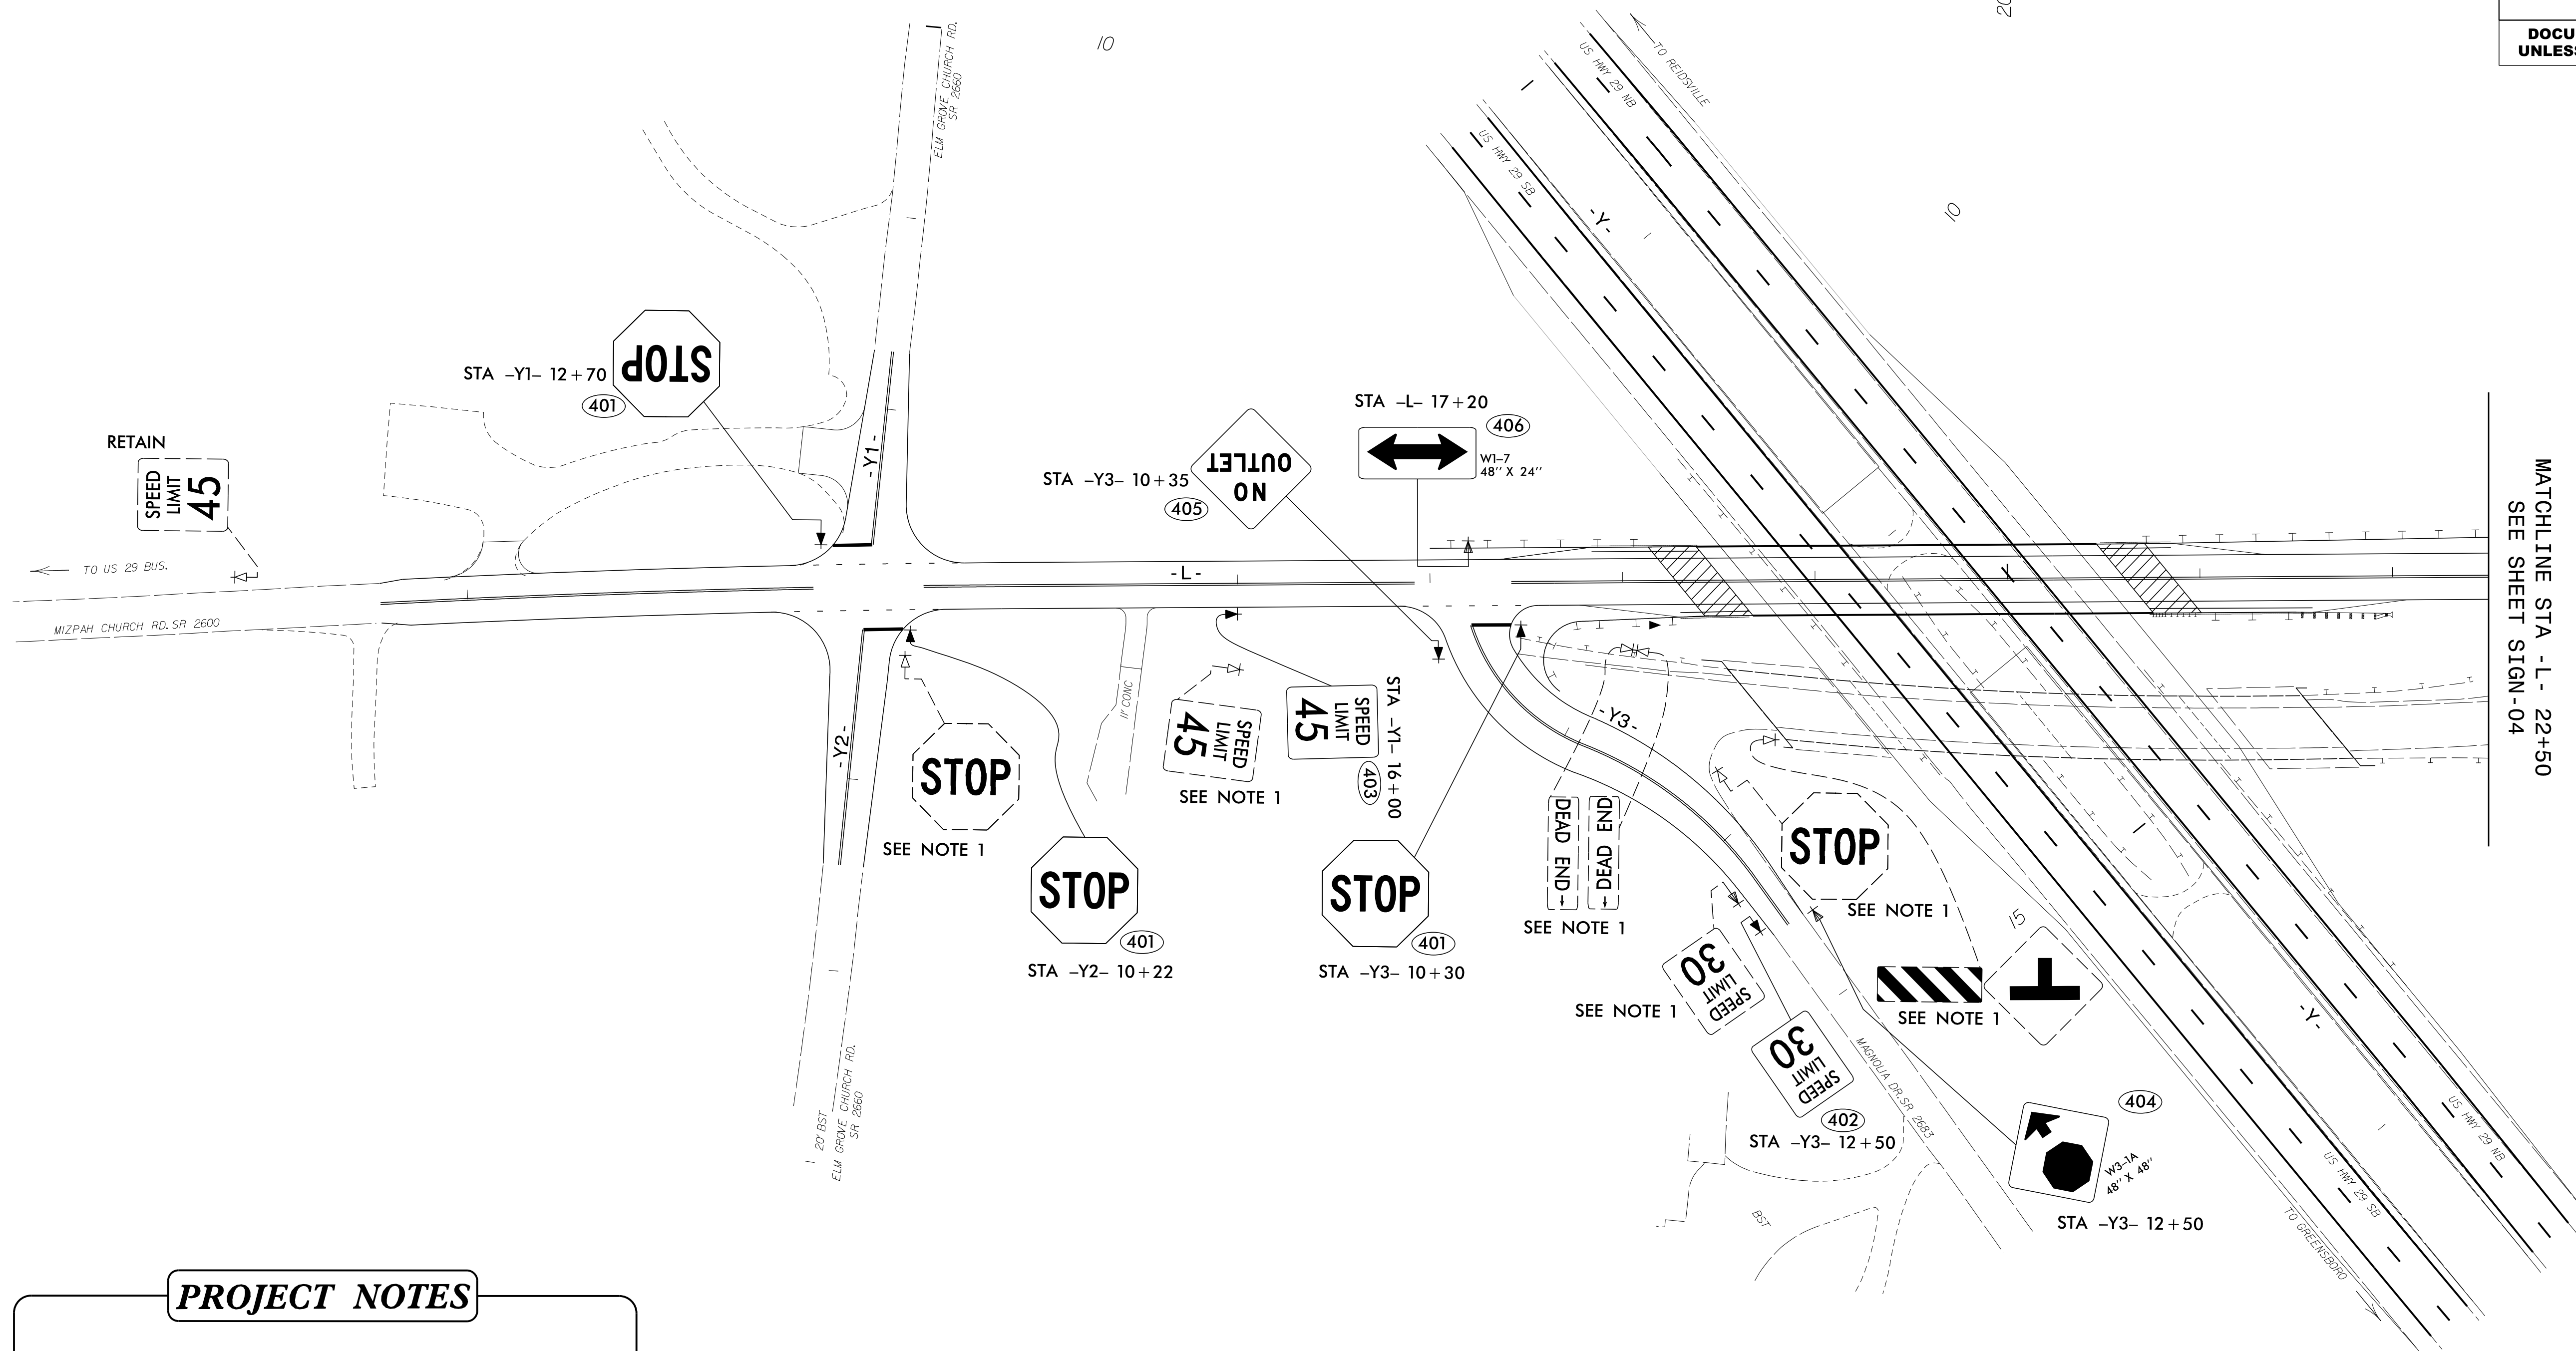 DOCU
UNLESS
20
10
10
15
ELM GROVE CHURCH RD.
SR 2660
US HWY 29 NB
TO REIDSVILLE
US HWY 29 SB
-Y-
STA -Y1- 12+70
STOP
401
RETAIN
SPEED
LIMIT
45
-Y1-
STA -Y3- 10+35
NO
OUTLET
405
STA -L- 17+20
406
W1-7
48'' X 24''
TO US 29 BUS.
MIZPAH CHURCH RD. SR 2600
-L-
MATCHLINE STA -L- 22+50
SEE SHEET SIGN-04
-Y2-
STOP
SEE NOTE 1
11' CONC
SPEED
LIMIT
45
SEE NOTE 1
SPEED
LIMIT
45
403
STA -Y1- 16+00
-Y3-
STOP
401
STA -Y2- 10+22
STOP
401
STA -Y3- 10+30
DEAD END
DEAD END
SEE NOTE 1
STOP
SEE NOTE 1
SPEED
LIMIT
30
SEE NOTE 1
SPEED
LIMIT
30
402
STA -Y3- 12+50
SEE NOTE 1
MAGNOLIA DR. SR 2683
404
W3-1A
48'' X 48''
STA -Y3- 12+50
-Y-
US HWY 29 NB
US HWY 29 SB
TO GREENSBORO
20' BST
ELM GROVE CHURCH RD.
SR 2660
BST
PROJECT NOTES